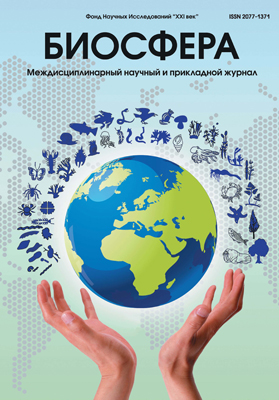 Фонд Научных Исследований "XXI век"
ISSN 2077-1371
БИОСФЕРА
Междисциплинарный научный и прикладной журнал